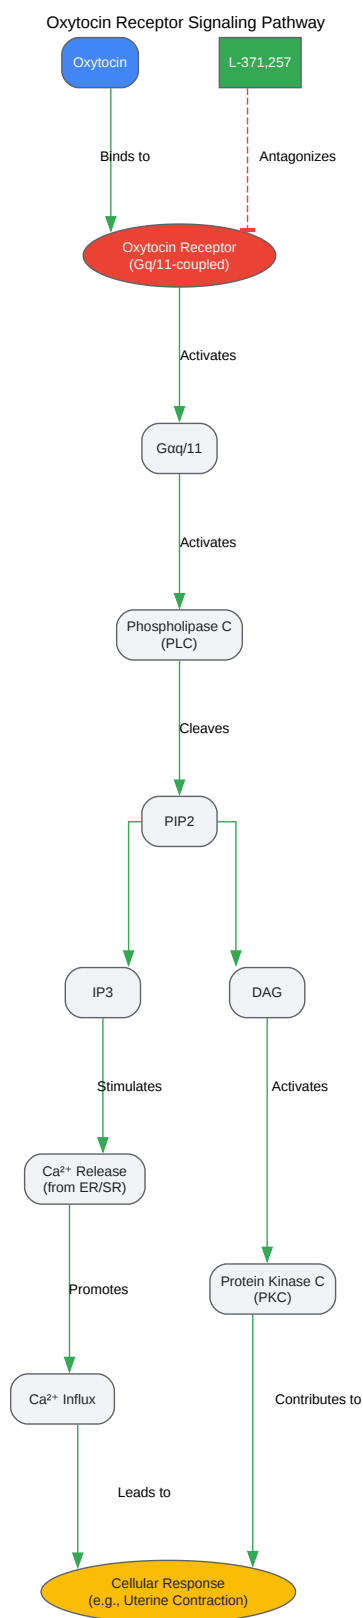 Oxytocin Receptor Signaling Pathway
Oxytocin
L-371,257
Binds to
Antagonizes
Oxytocin Receptor
(Gq/11-coupled)
Activates
Gαq/11
Activates
Phospholipase C
(PLC)
Cleaves
PIP2
IP3
DAG
Stimulates
Activates
Ca²⁺ Release
(from ER/SR)
Promotes
Protein Kinase C
(PKC)
Ca²⁺ Influx
Contributes to
Leads to
Cellular Response
(e.g., Uterine Contraction)